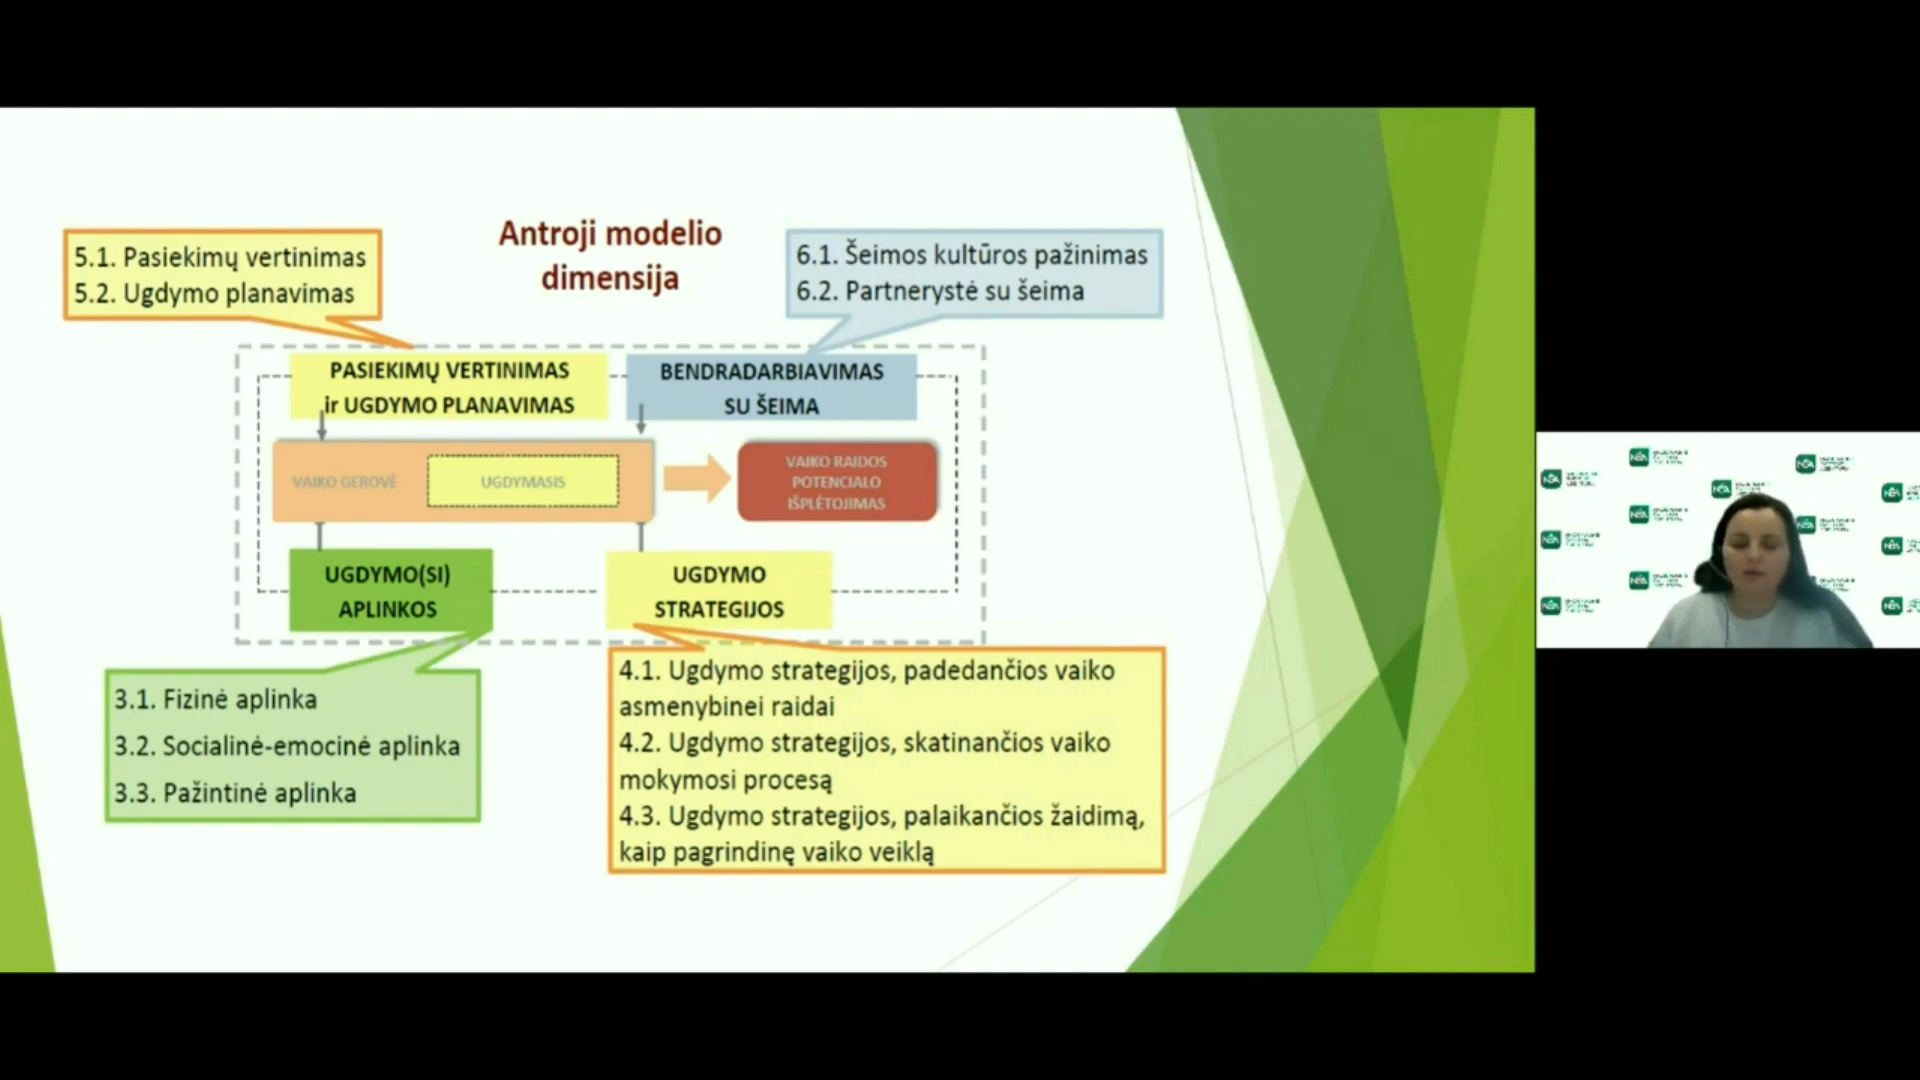 Antroji modelio
dimensija
5.1. Pasiekimų vertinimas
5.2. Ugdymo planavimas
6.1. Šeimos kultūros pažinimas
6.2. Partnerystė su šeima
PASIEKIMŲ VERTINIMAS
ir UGDYMO PLANAVIMAS
BENDRADARBIAVIMAS
SU ŠEIMA
VAIKO GEROVĖ
UGDYMASIS
VAIKO RAIDOS
POTENCIALO
IŠPLĖTOJIMAS
UGDYMO(SI)
APLINKOS
UGDYMO
STRATEGIJOS
3.1. Fizinė aplinka
3.2. Socialinė-emocinė aplinka
3.3. Pažintinė aplinka
4.1. Ugdymo strategijos, padedančios vaiko
asmenybinei raidai
4.2. Ugdymo strategijos, skatinančios vaiko
mokymosi procesą
4.3. Ugdymo strategijos, palaikančios žaidimą,
kaip pagrindinę vaiko veiklą